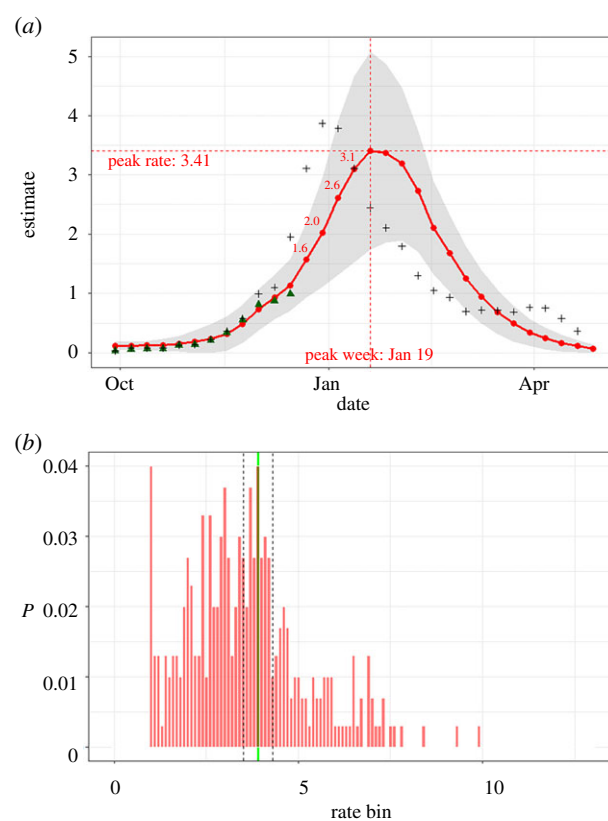 (a)
5
4
3
2
1
0
estimate
peak rate: 3.41
3.1
2.6
2.0
1.6
peak week: Jan 19
Oct
Jan
Apr
date
(b)
0.04
0.03
0.02
0.01
0
P
0
5
10
rate bin